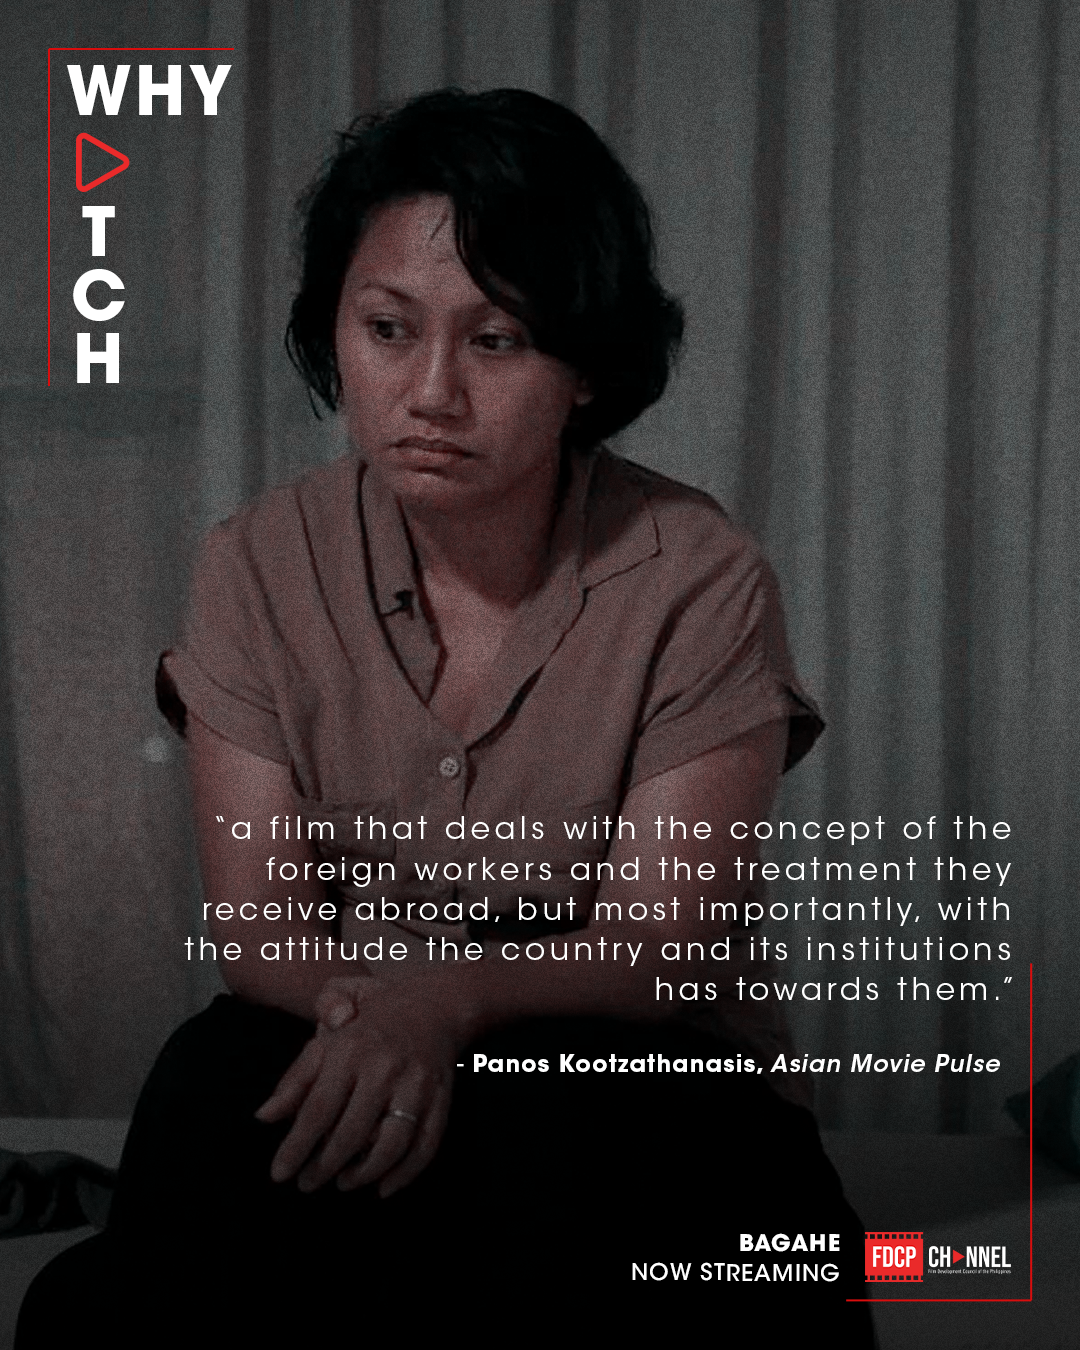 WHY
W
T
C
H
“a film that deals with the concept of the
foreign workers and the treatment they
receive abroad, but most importantly, with
the attitude the country and its institutions
has towards them.”
- Panos Kootzathanasis, Asian Movie Pulse
BAGAHE
NOW STREAMING
FDCP CH▶NNEL
Film Development Council of the Philippines